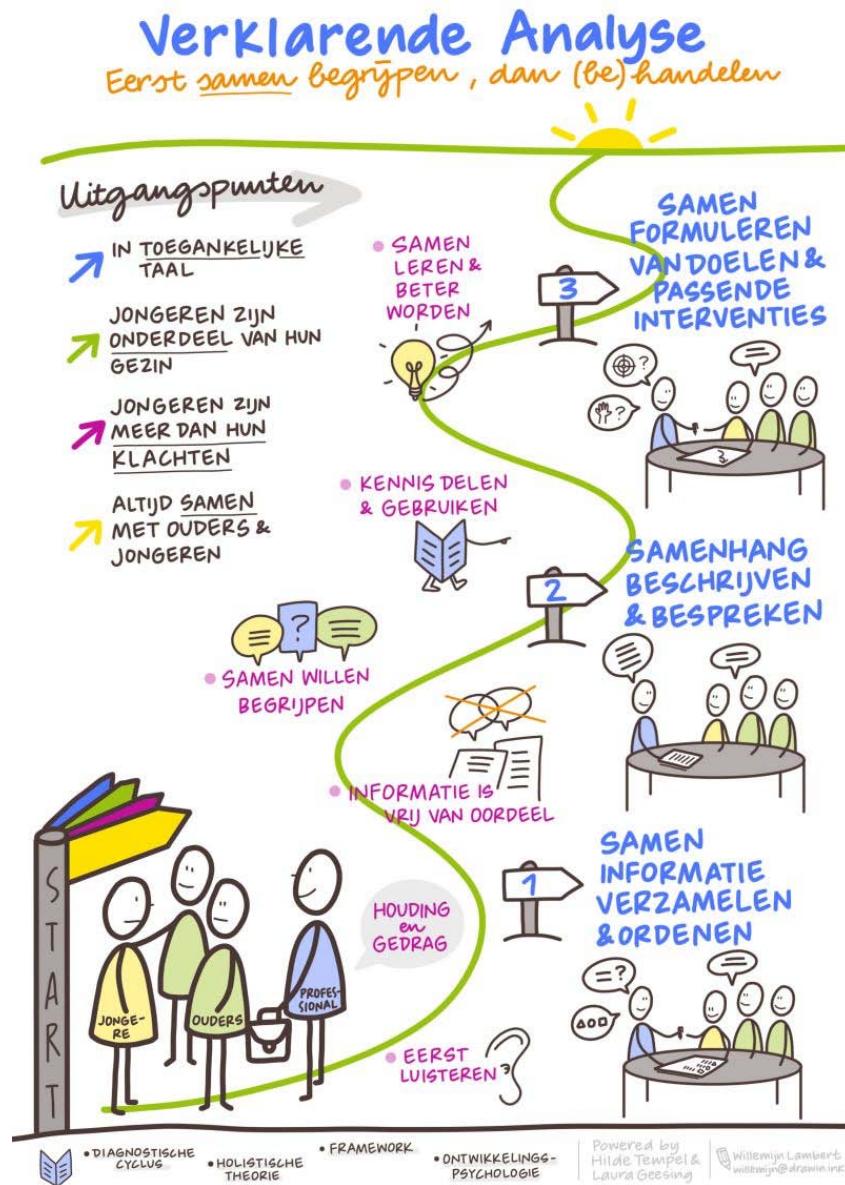 Verklarende Analyse
Eerst samen begrijpen, dan (be)handelen
Uitgangspunten
IN TOEGANKELIJKE
TAAL
JONGEREN ZIJN
ONDERDEEL VAN HUN
GEZIN
JONGEREN ZIJN
MEER DAN HUN
KLACHTEN
ALTIJD SAMEN
MET OUDERS &
JONGEREN
• SAMEN
LEREN &
BETER
WORDEN
3
SAMEN
FORMULEREN
VAN DOELEN &
PASSENDE
INTERVENTIES
?
?
• KENNIS DELEN
& GEBRUIKEN
2
SAMENHANG
BESCHRIJVEN
& BESPREKEN
?
• SAMEN WILLEN
BEGRIJPEN
• INFORMATIE IS
VRIJ VAN OORDEEL
1
SAMEN
INFORMATIE
VERZAMELEN
& ORDENEN
?
START
HOUDING
en
GEDRAG
JONGE-
RE
OUDERS
PROFES-
SIONAL
• EERST
LUISTEREN
• DIAGNOSTISCHE
CYCLUS
• HOLISTISCHE
THEORIE
• FRAMEWORK
• ONTWIKKELINGS-
PSYCHOLOGIE
Powered by
Hilde Tempel &
Laura Geesing
Willemijn Lambert
willemijn@drawin.ink